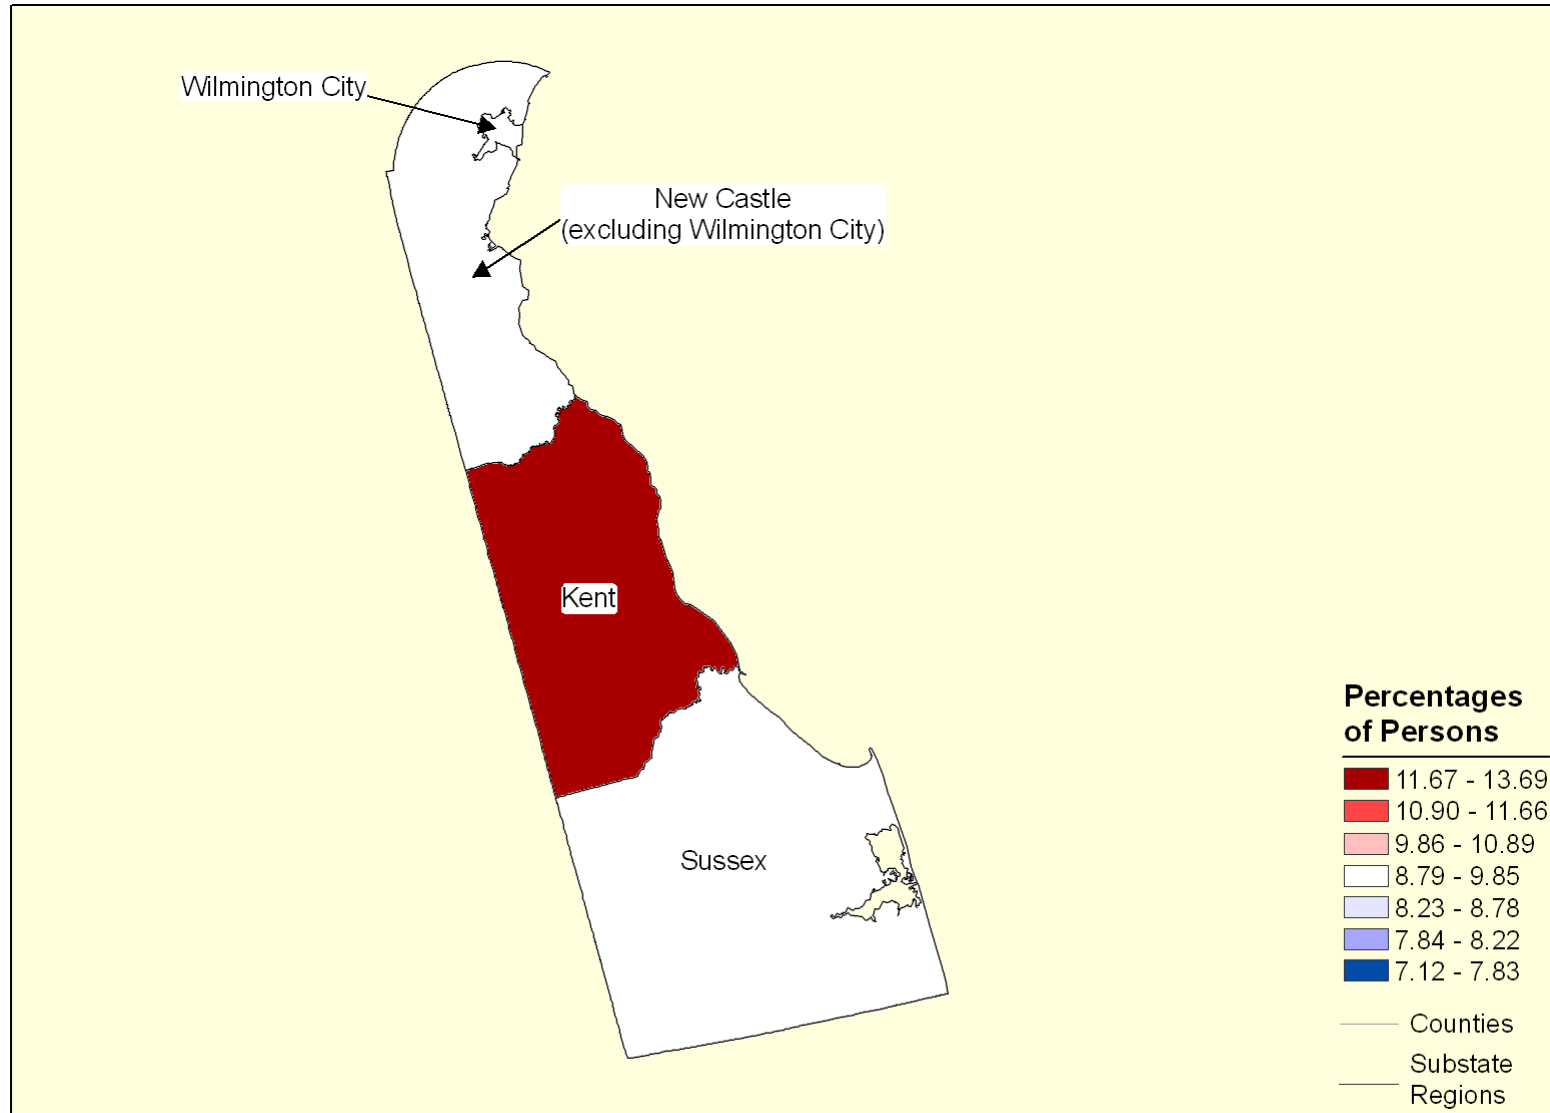 Wilmington City
New Castle
(excluding Wilmington City)
Kent
Sussex
Percentages
of Persons
11.67 - 13.69
10.90 - 11.66
9.86 - 10.89
8.79 - 9.85
8.23 - 8.78
7.84 - 8.22
7.12 - 7.83
Counties
Substate
Regions